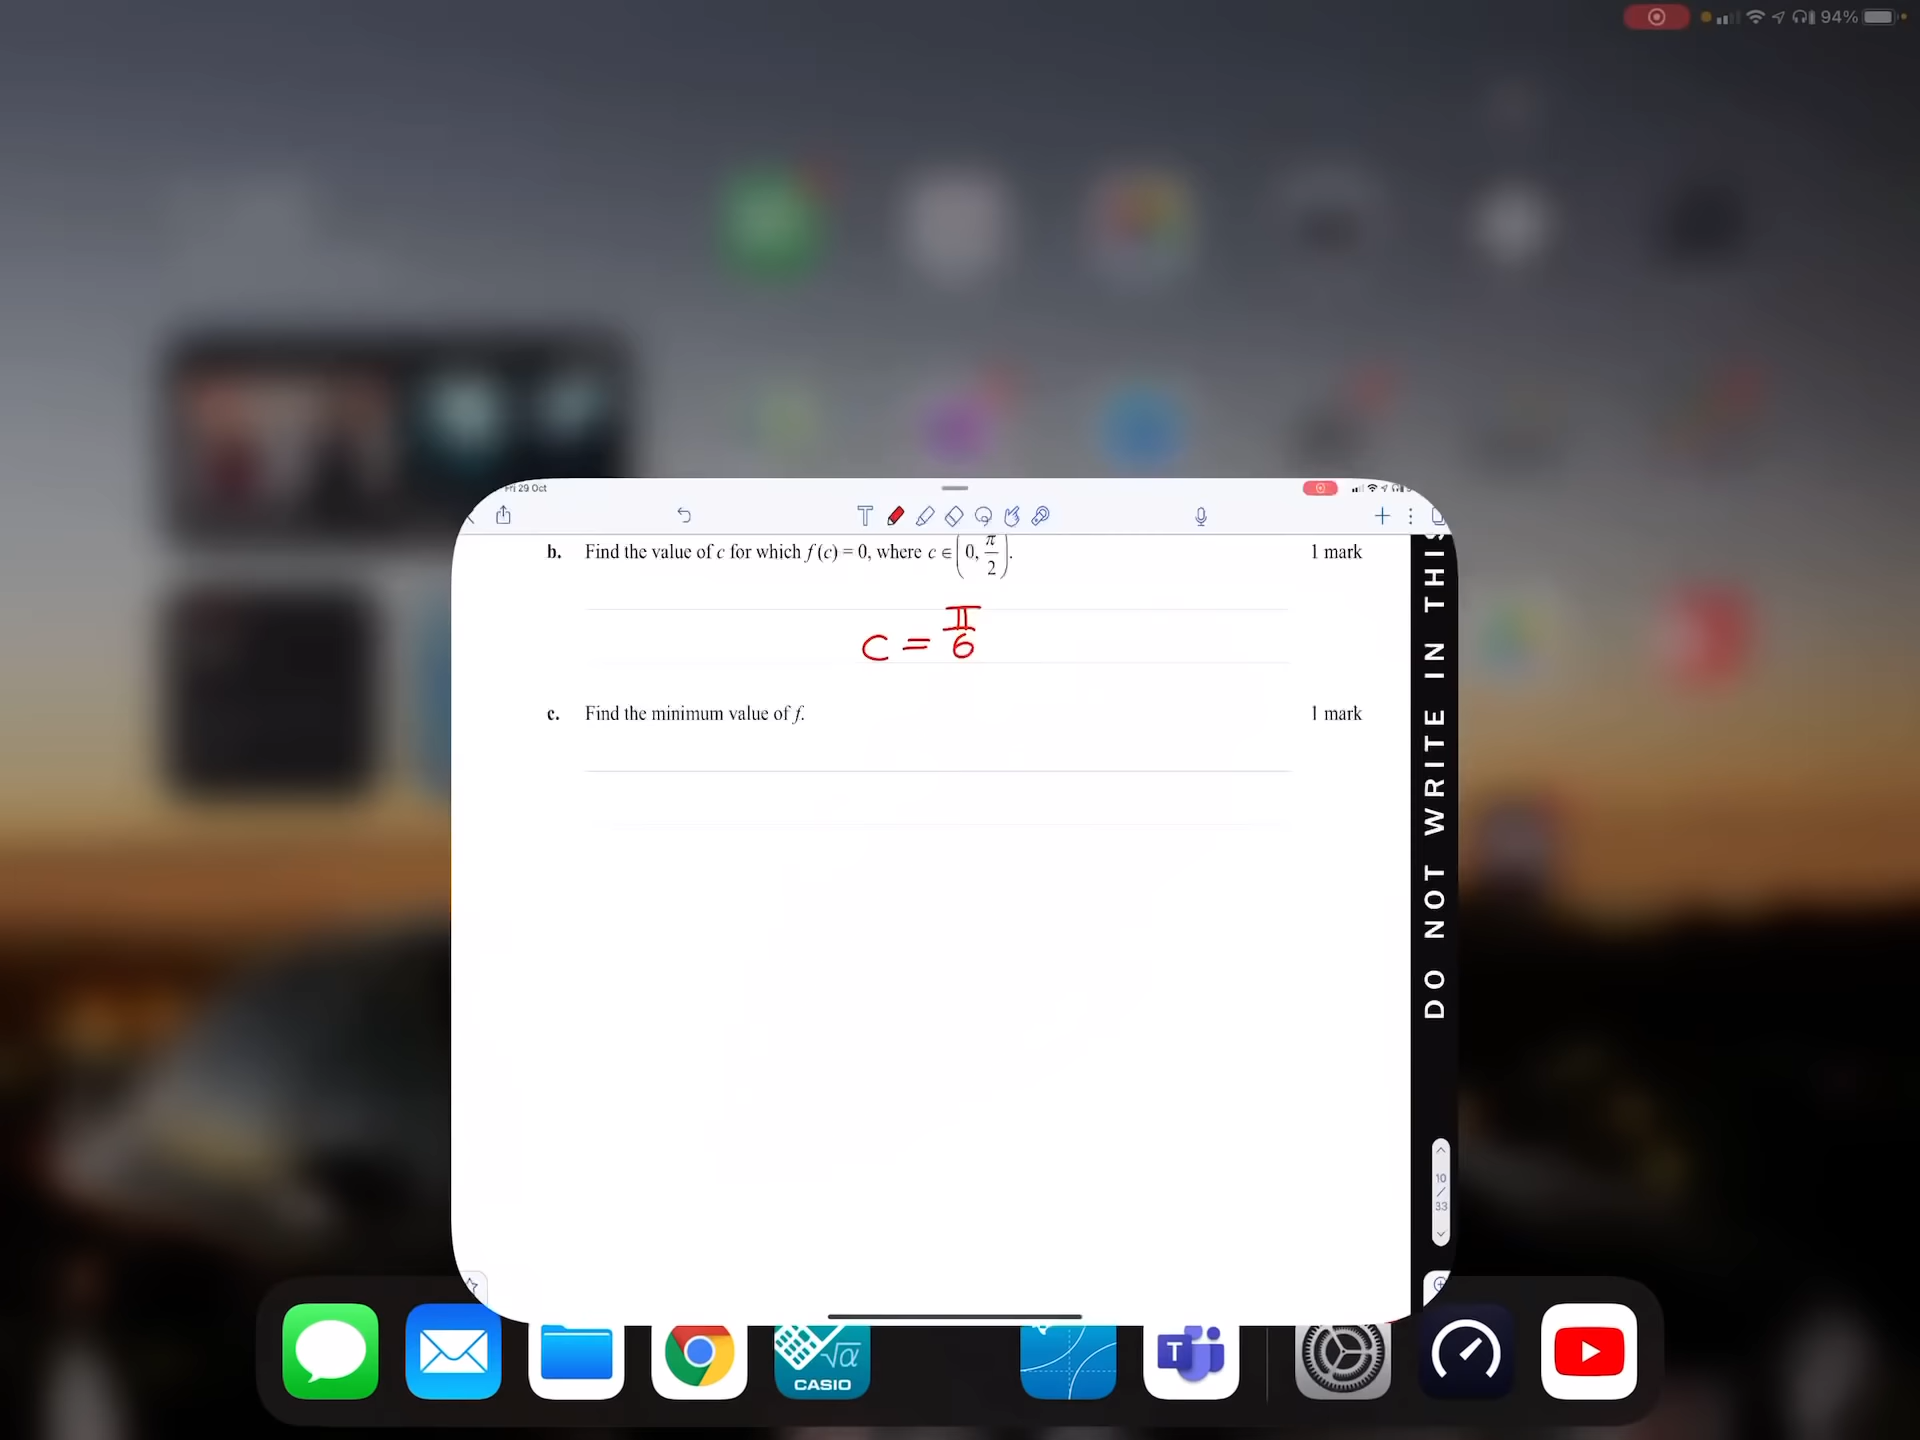 94%
Fri 29 Oct
b. Find the value of c for which f(c) = 0, where c ∈ (0, π/2). 1 mark
c = π/6
c. Find the minimum value of f. 1 mark
DO NOT WRITE IN THIS
10
/
33
√α
CASIO
T